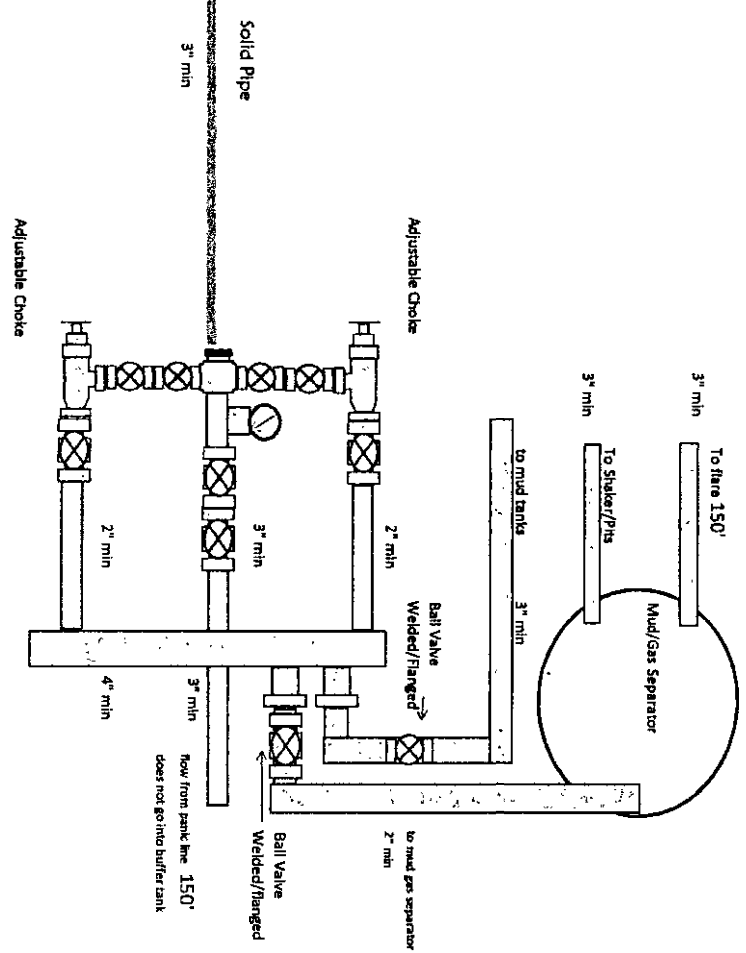 Solid Pipe
3" min
Adjustable Choke
Adjustable Choke
3" min
To flare 150'
3" min
To Shaker/Pits
Mud/Gas Separator
to mud tanks
3" min
2" min
3" min
2" min
Ball Valve
Welded/Flanged
4" min
3" min
flow from panic line 150'
does not go into buffer tank
Ball Valve
Welded/flanged
to mud gas separator
2" min